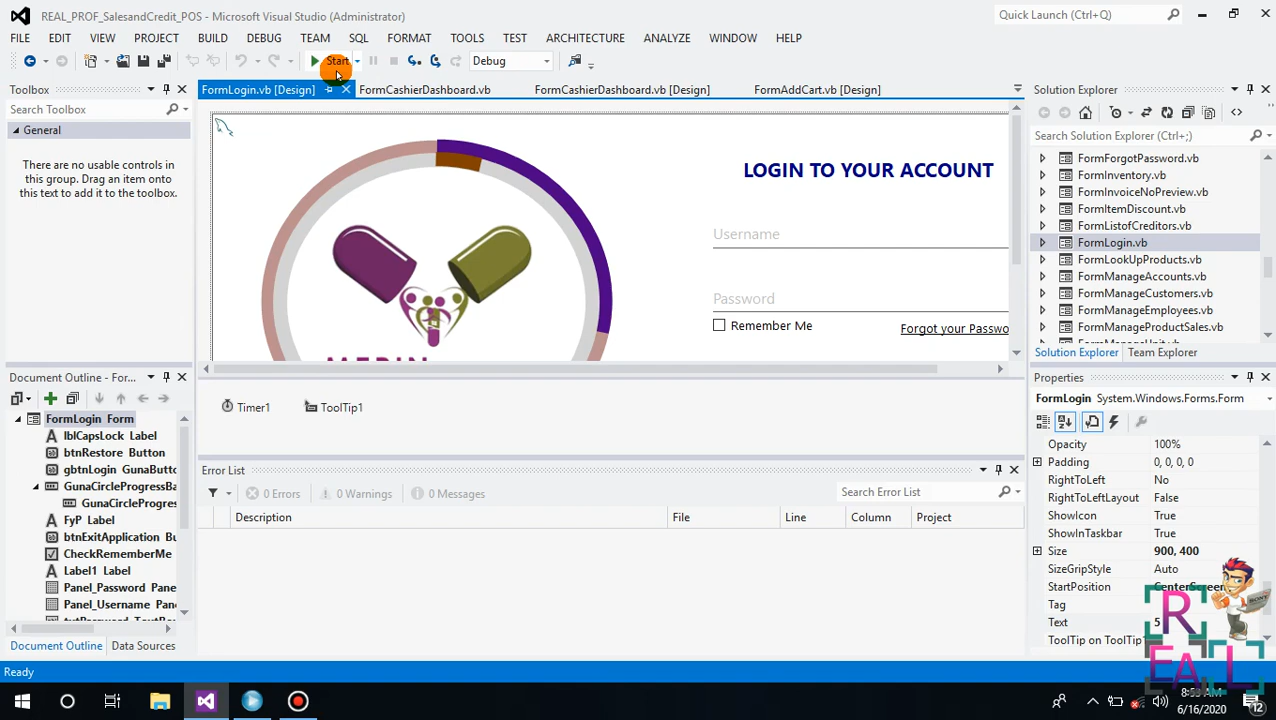 REAL_PROF_SalesandCredit_POS - Microsoft Visual Studio (Administrator)
Quick Launch (Ctrl+Q)
FILE EDIT VIEW PROJECT BUILD DEBUG TEAM SQL FORMAT TOOLS TEST ARCHITECTURE ANALYZE WINDOW HELP
Start
Debug
Toolbox
Search Toolbox
General
There are no usable controls in
this group. Drag an item onto
this text to add it to the toolbox.
FormLogin.vb [Design] FormCashierDashboard.vb FormCashierDashboard.vb [Design] FormAddCart.vb [Design]
LOGIN TO YOUR ACCOUNT
Username
Password
Remember Me
Forgot your Passwo
Timer1
ToolTip1
Solution Explorer
Search Solution Explorer (Ctrl+;)
FormForgotPassword.vb
FormInventory.vb
FormInvoiceNoPreview.vb
FormItemDiscount.vb
FormListofCreditors.vb
FormLogin.vb
FormLookUpProducts.vb
FormManageAccounts.vb
FormManageCustomers.vb
FormManageEmployees.vb
FormManageProductSales.vb
Solution Explorer Team Explorer
Document Outline - Fo...
FormLogin Form
lblCapsLock Label
btnRestore Button
gbtnLogin GunaButto
GunaCircleProgressBa
GunaCircleProgres
FyP Label
btnExitApplication Bu
CheckRememberMe
Label1 Label
Panel_Password Pane
Panel_Username Pane
Document Outline Data Sources
Error List
0 Errors
0 Warnings
0 Messages
Search Error List
Description File Line Column Project
Properties
FormLogin System.Windows.Forms.Form
Opacity 100%
Padding 0, 0, 0, 0
RightToLeft No
RightToLeftLayout False
ShowIcon True
ShowInTaskbar True
Size 900, 400
SizeGripStyle Auto
StartPosition CenterScreen
Tag
Text 5
ToolTip on ToolTip1
REAL
Ready
6/16/2020
12